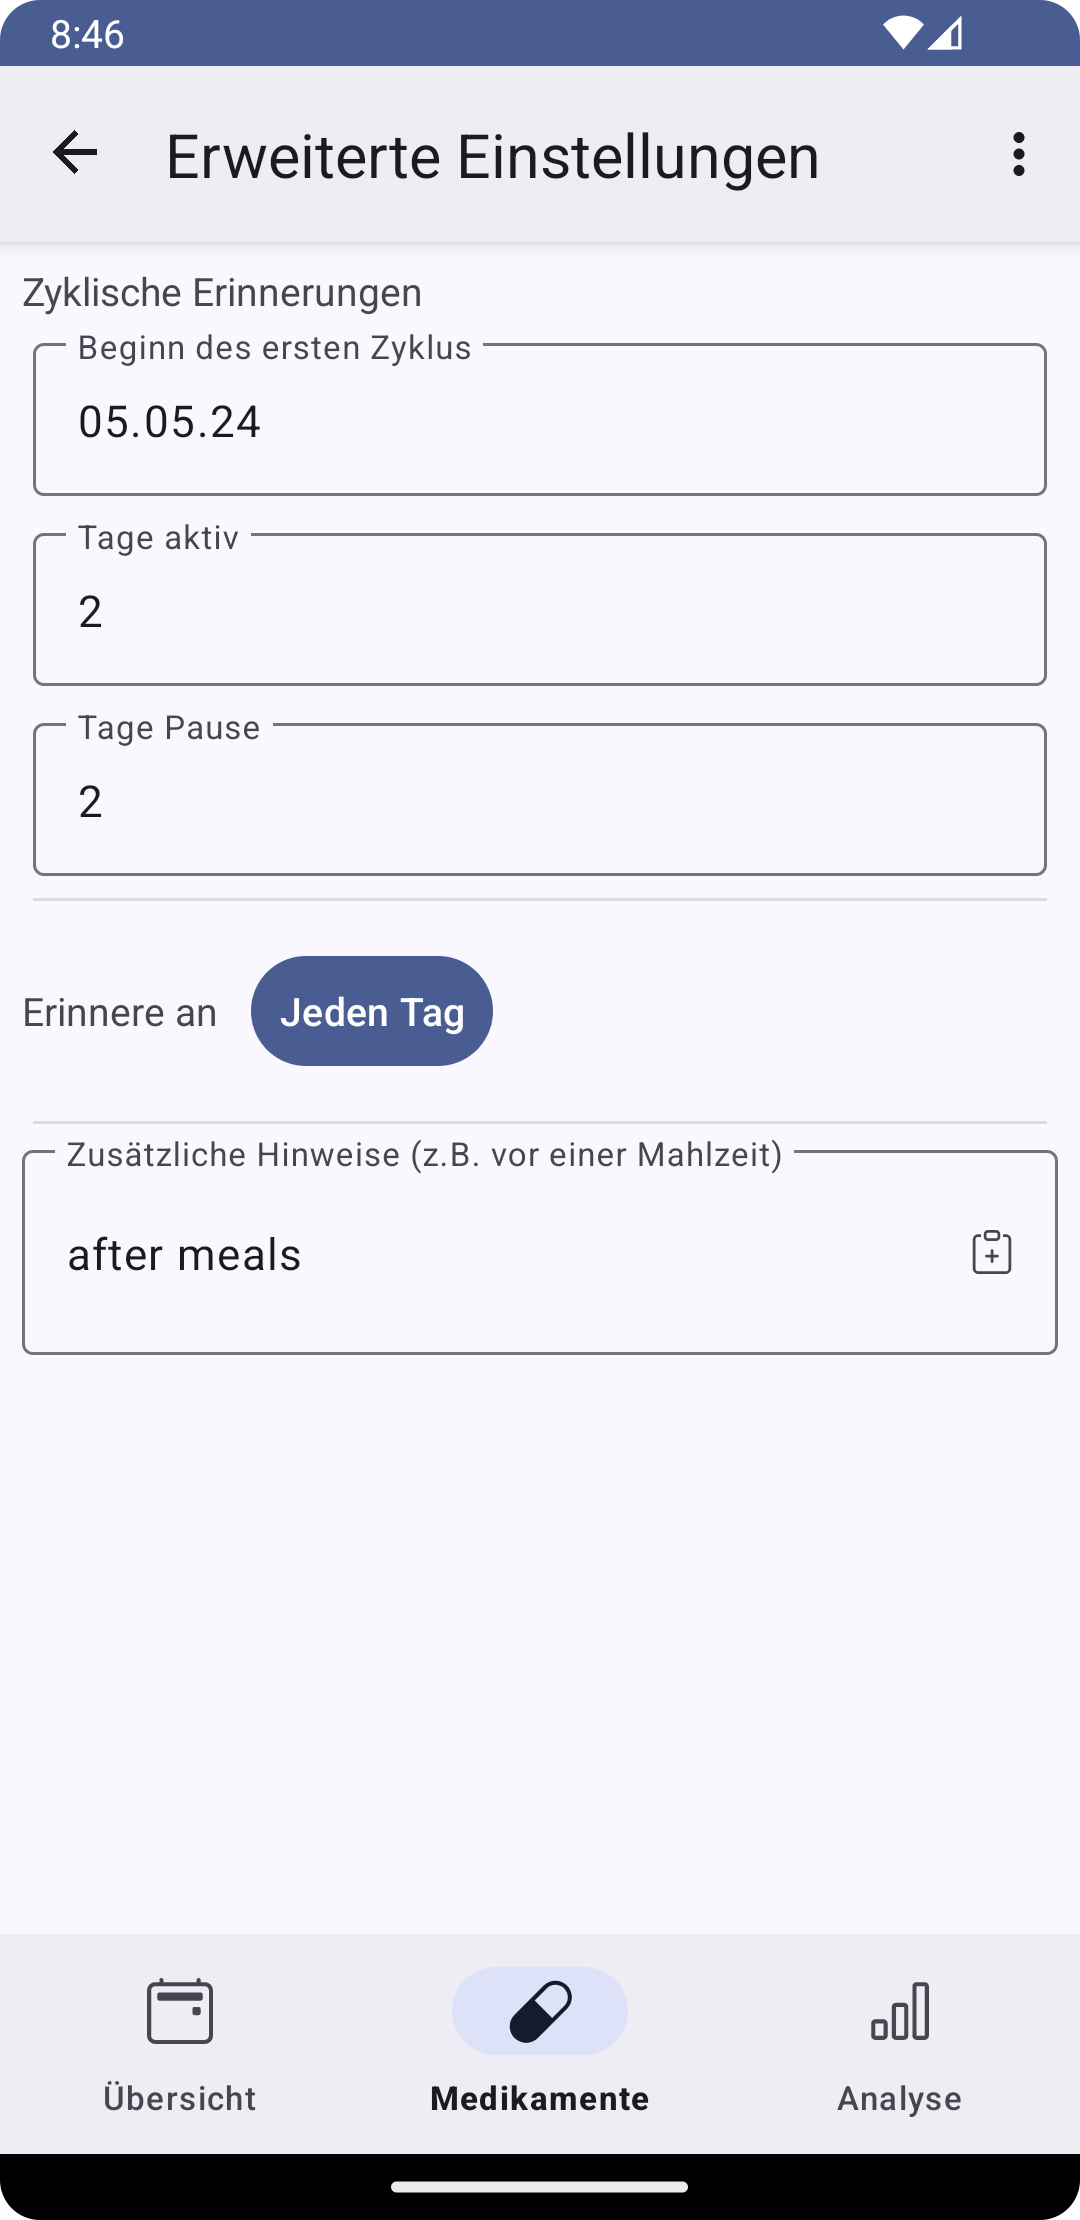 8:46
Erweiterte Einstellungen
Zyklische Erinnerungen
Beginn des ersten Zyklus
05.05.24
Tage aktiv
2
Tage Pause
2
Erinnere an Jeden Tag
Zusätzliche Hinweise (z.B. vor einer Mahlzeit)
after meals
Übersicht Medikamente Analyse